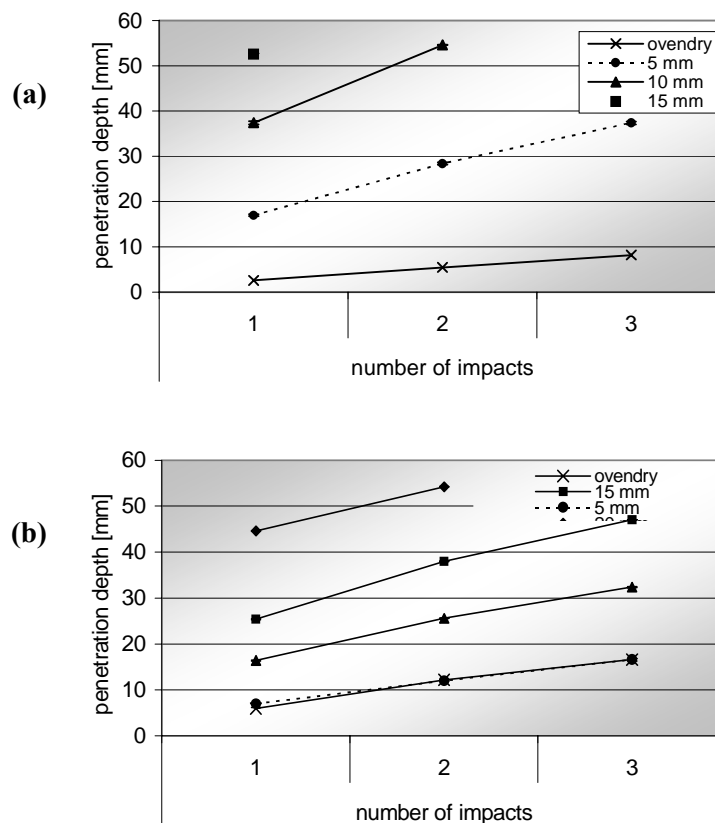 (a)
penetration depth [mm]
60
50
40
30
20
10
0
ovendry
5 mm
10 mm
15 mm
1 2 3
number of impacts
(b)
penetration depth [mm]
60
50
40
30
20
10
0
ovendry
15 mm
5 mm
1 2 3
number of impacts